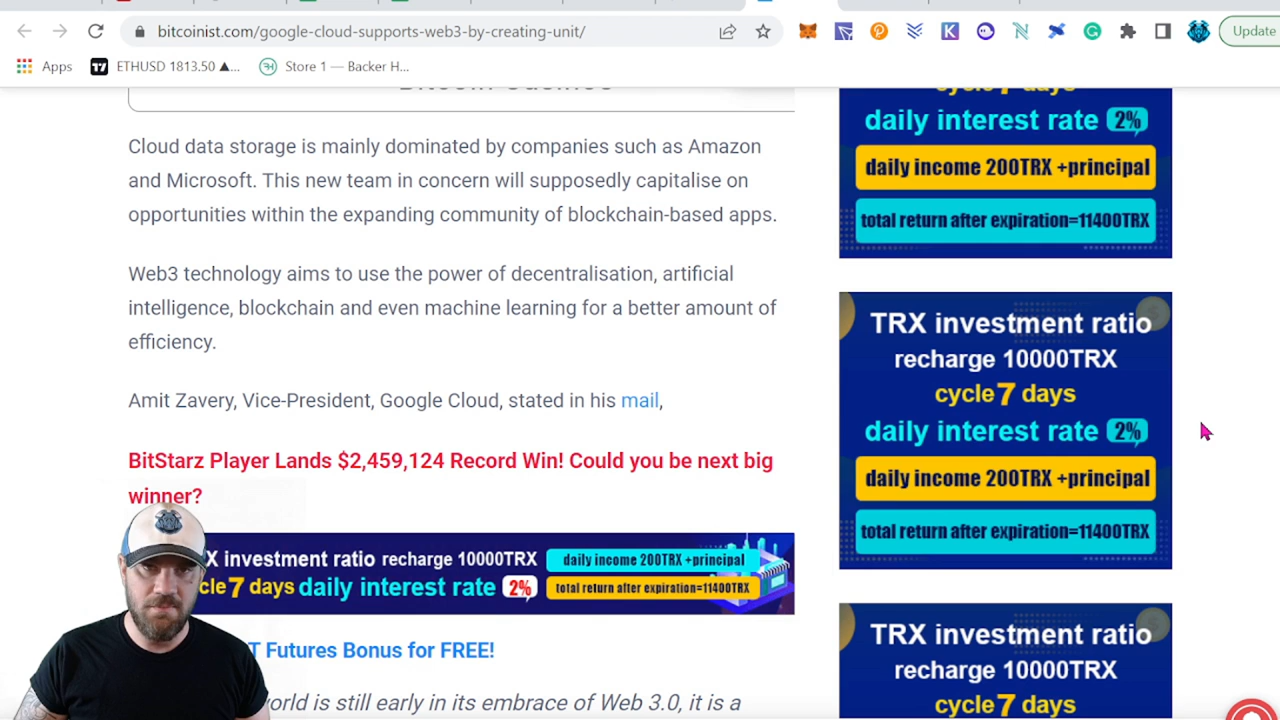 bitcoinist.com/google-cloud-supports-web3-by-creating-unit/
Update
Apps
ETHUSD 1813.50 ▲...
Store 1 — Backer H...
Cloud data storage is mainly dominated by companies such as Amazon
and Microsoft. This new team in concern will supposedly capitalise on
opportunities within the expanding community of blockchain-based apps.
Web3 technology aims to use the power of decentralisation, artificial
intelligence, blockchain and even machine learning for a better amount of
efficiency.
Amit Zavery, Vice-President, Google Cloud, stated in his mail,
BitStarz Player Lands $2,459,124 Record Win! Could you be next big
winner?
X investment ratio recharge 10000TRX
cle 7 days daily interest rate 2%
daily income 200TRX +principal
total return after expiration=11400TRX
T Futures Bonus for FREE!
world is still early in its embrace of Web 3.0, it is a
cycle 7 days
daily interest rate 2%
daily income 200TRX +principal
total return after expiration=11400TRX
TRX investment ratio
recharge 10000TRX
cycle 7 days
daily interest rate 2%
daily income 200TRX +principal
total return after expiration=11400TRX
TRX investment ratio
recharge 10000TRX
cycle 7 days